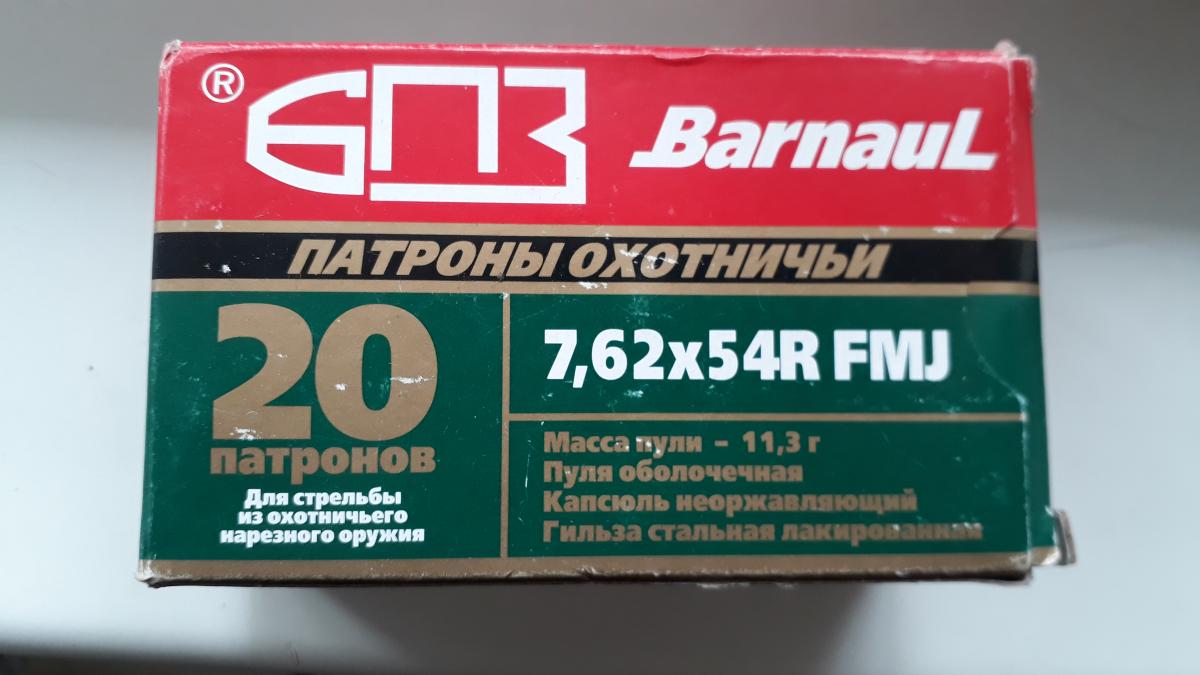 ® БПЗ Barnaul
ПАТРОНЫ ОХОТНИЧЬИ
20
патронов
Для стрельбы
из охотничьего
нарезного оружия
7,62x54R FMJ
Масса пули – 11,3 г
Пуля оболочечная
Капсюль неоржавляющий
Гильза стальная лакированная